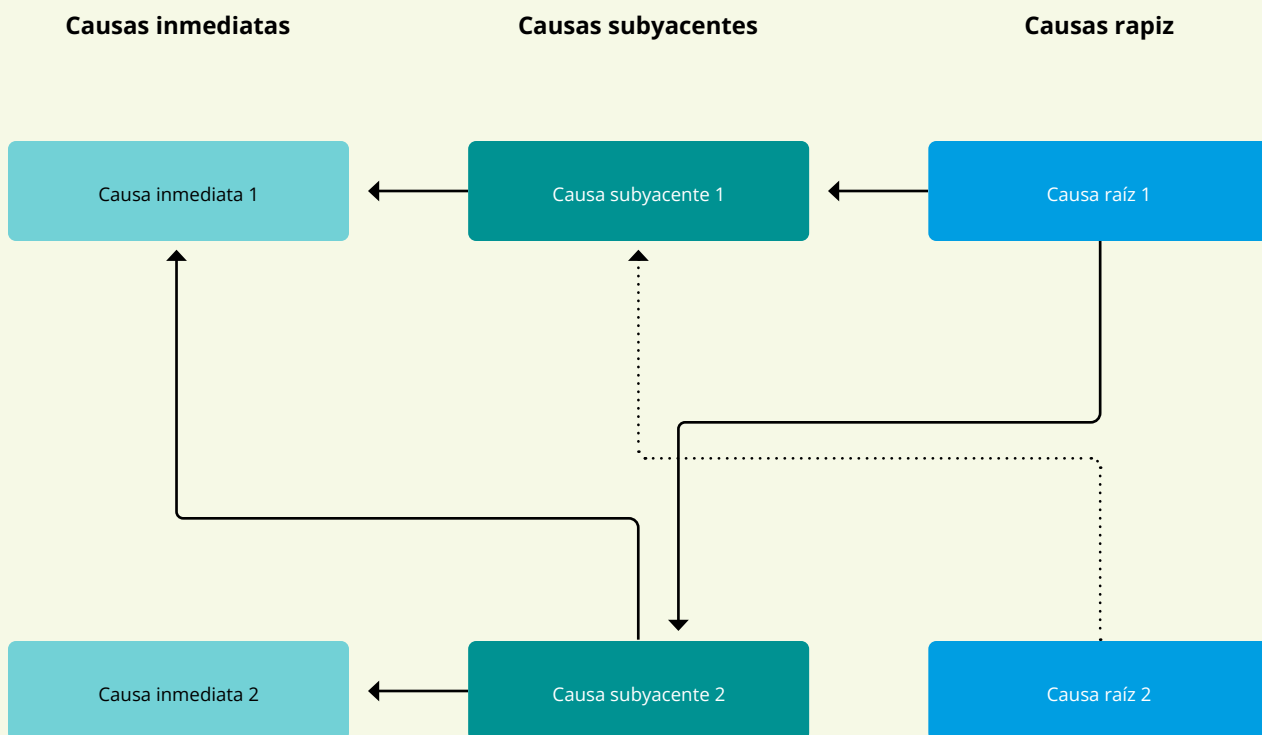 Causas inmediatas
Causas subyacentes
Causas rapiz
Causa inmediata 1
Causa subyacente 1
Causa raíz 1
Causa inmediata 2
Causa subyacente 2
Causa raíz 2